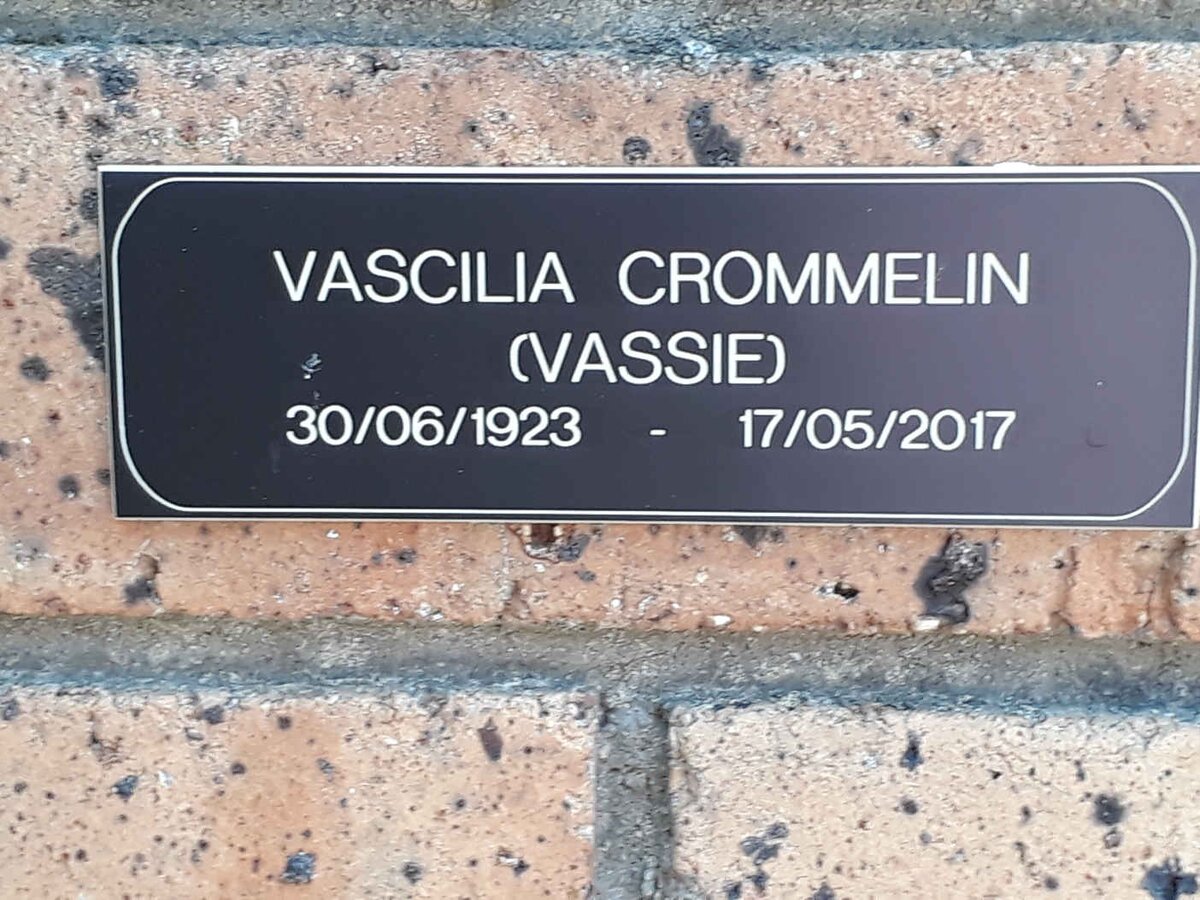 VASCILIA CROMMELIN
(VASSIE)
30/06/1923 - 17/05/2017